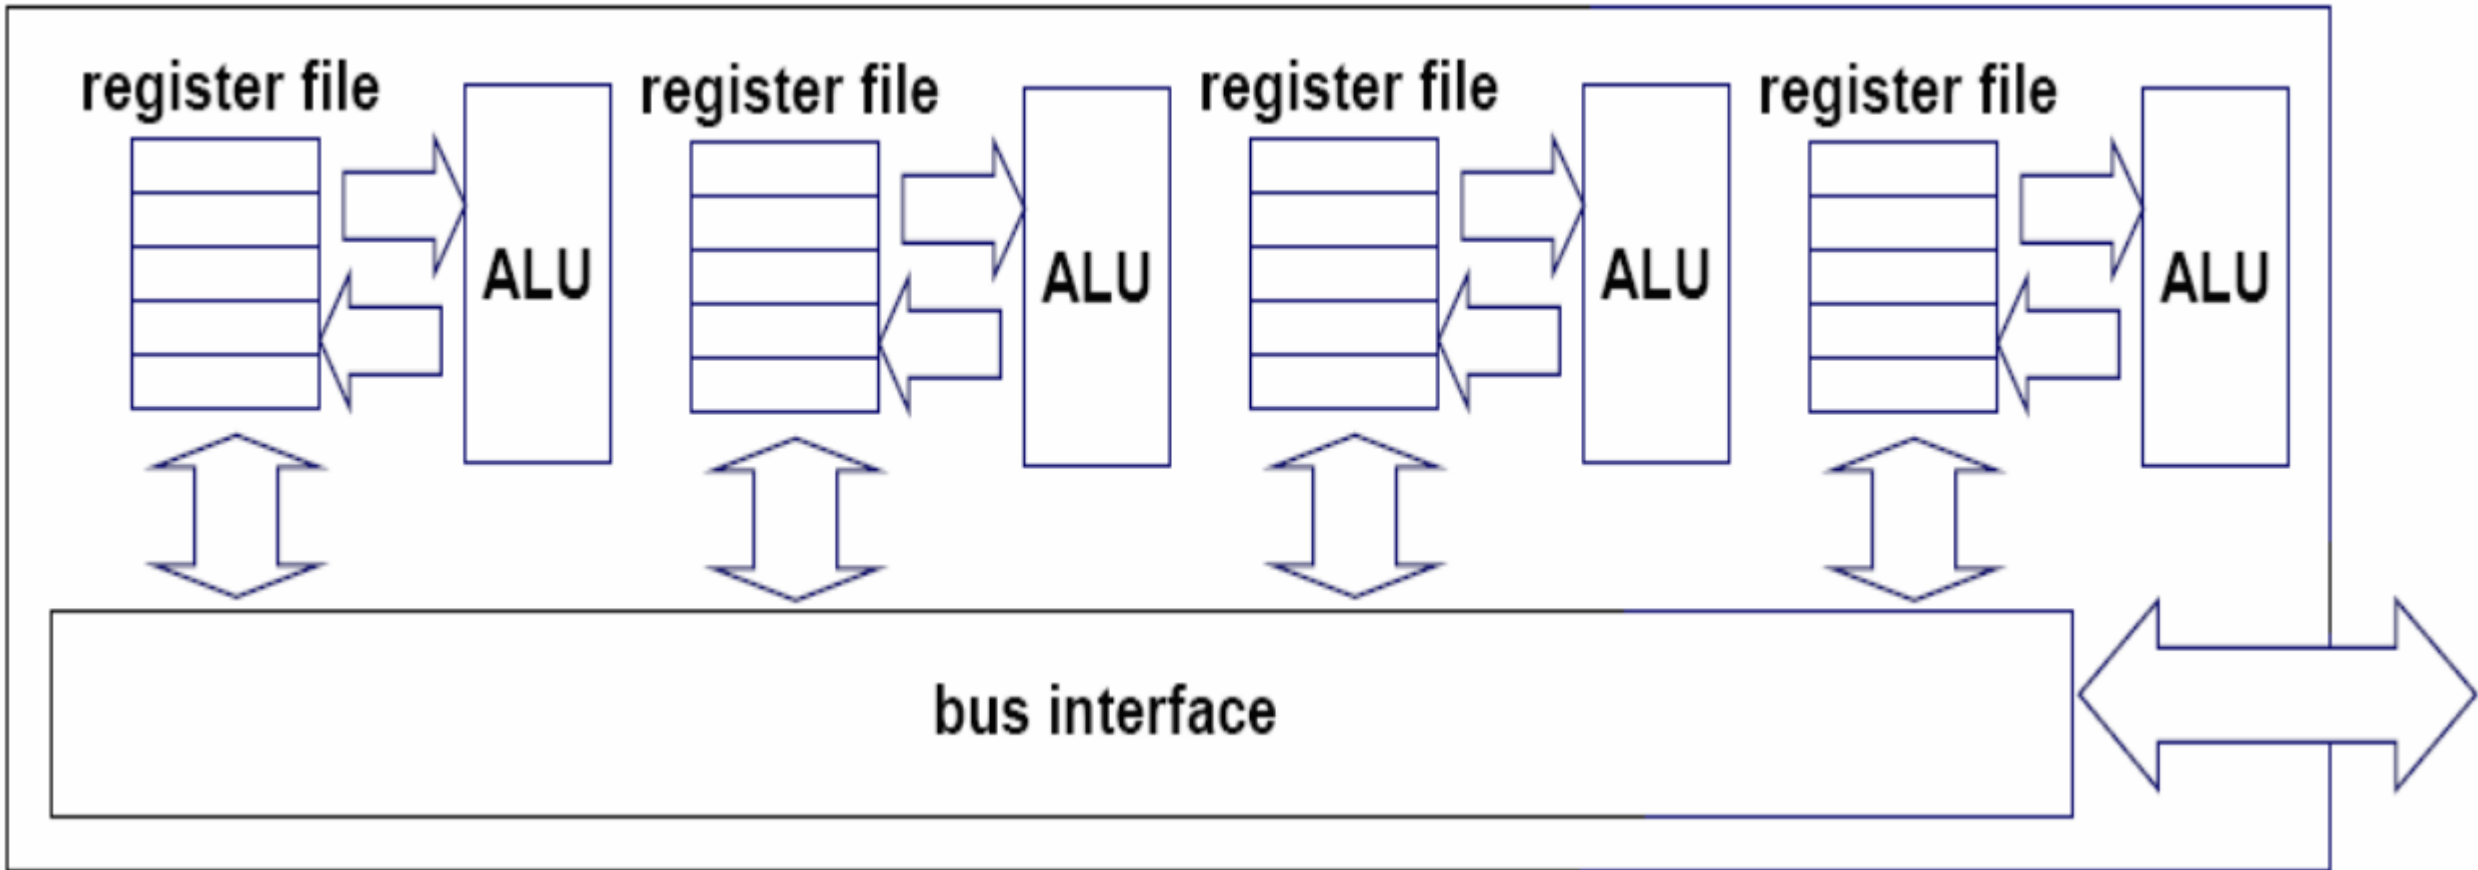 register file
register file
register file
register file
ALU
ALU
ALU
ALU
bus interface